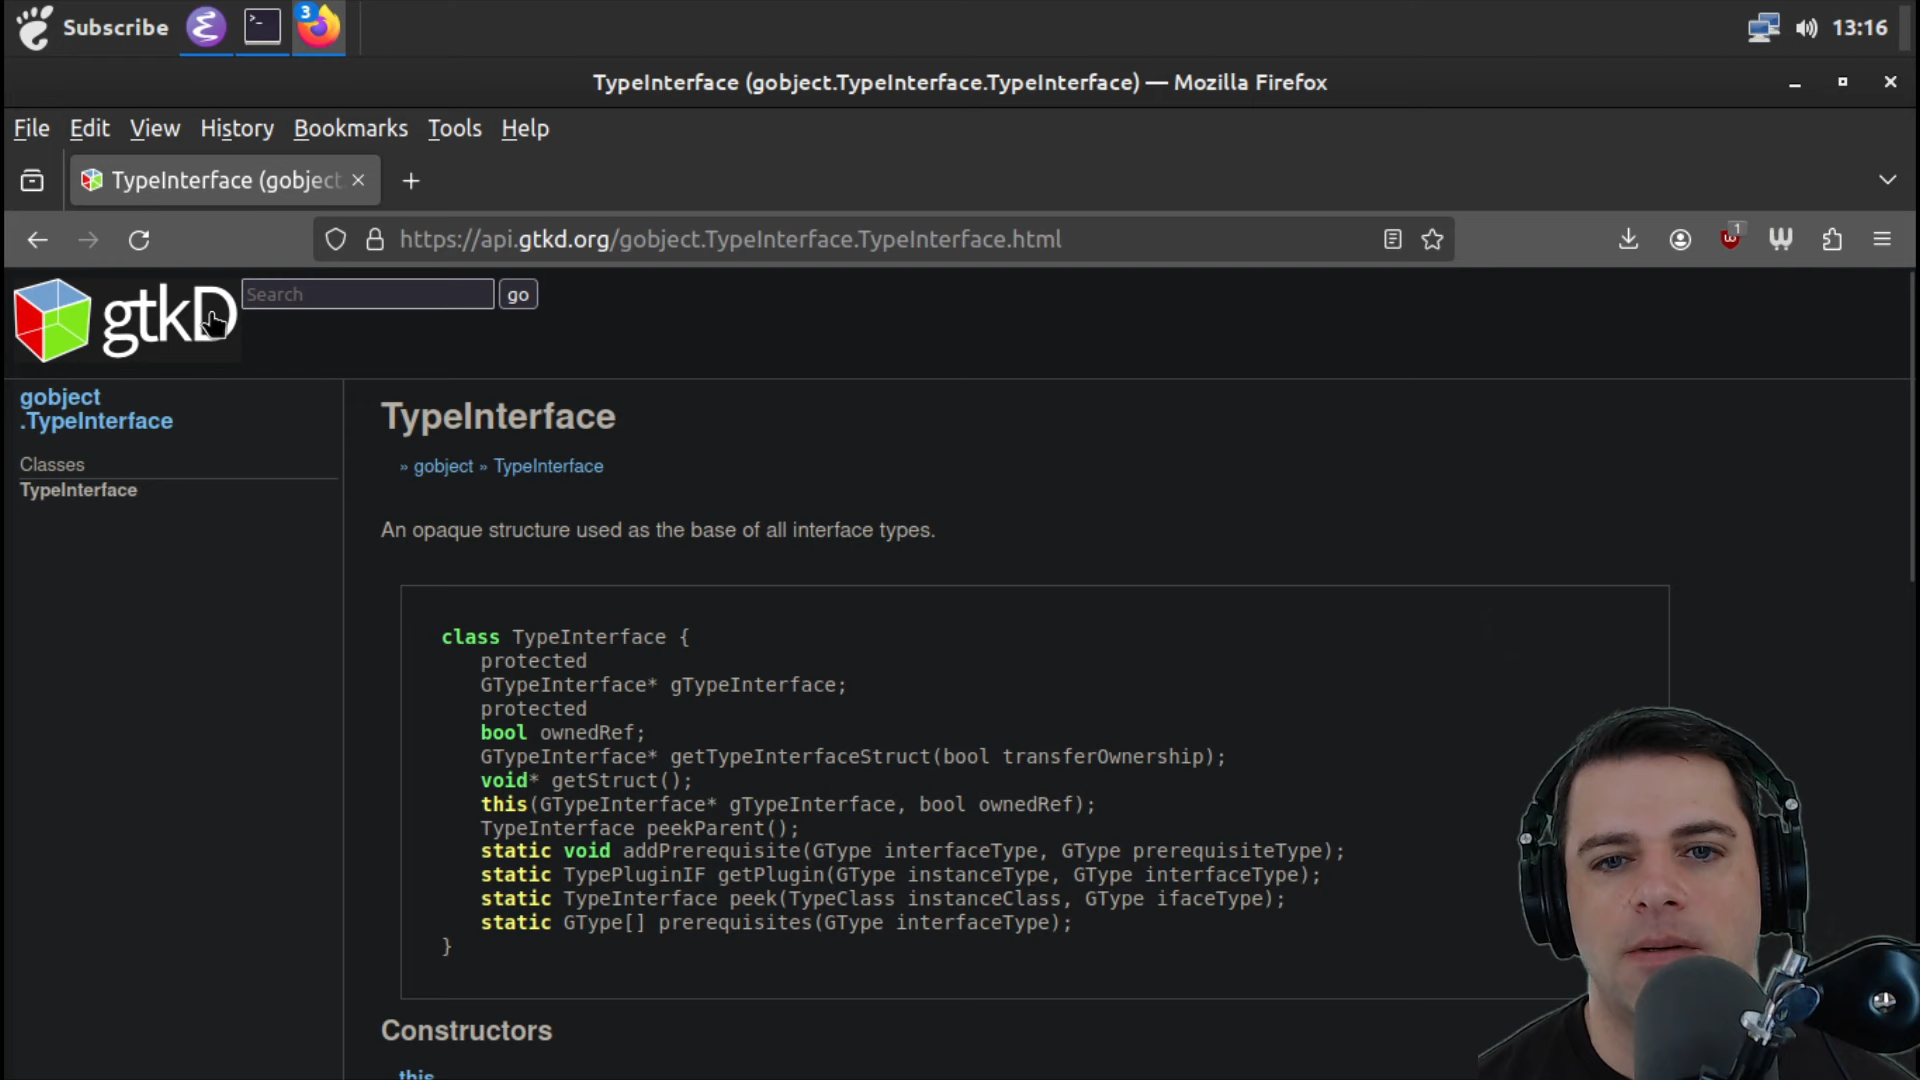 Subscribe
3
13:16
TypeInterface (gobject.TypeInterface.TypeInterface) — Mozilla Firefox
File Edit View History Bookmarks Tools Help
TypeInterface (gobject
https://api.gtkd.org/gobject.TypeInterface.TypeInterface.html
1
gtkD
Search
go
gobject
.TypeInterface
Classes
TypeInterface
TypeInterface
» gobject » TypeInterface
An opaque structure used as the base of all interface types.
class TypeInterface {
protected
GTypeInterface* gTypeInterface;
protected
bool ownedRef;
GTypeInterface* getTypeInterfaceStruct(bool transferOwnership);
void* getStruct();
this(GTypeInterface* gTypeInterface, bool ownedRef);
TypeInterface peekParent();
static void addPrerequisite(GType interfaceType, GType prerequisiteType);
static TypePluginIF getPlugin(GType instanceType, GType interfaceType);
static TypeInterface peek(TypeClass instanceClass, GType ifaceType);
static GType[] prerequisites(GType interfaceType);
}
Constructors
this